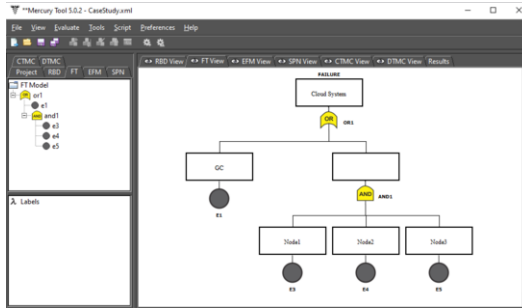 **Mercury Tool 5.0.2 - CaseStudy.xml
File View Evaluate Tools Script Preferences Help
CTMC DTMC
Project RBD FT EFM SPN
FT Model
OR or1
e1
AND and1
e3
e4
e5
Labels
RBD View FT View EFM View SPN View CTMC View DTMC View Results
FAILURE
Cloud System
OR OR1
GC
E1
AND AND1
Node1 Node2 Node3
E3 E4 E5